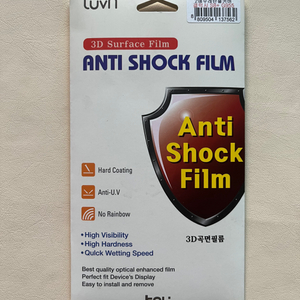 3D Surface Film
ANTI SHOCK FILM
Anti
Shock
Film
Hard Coating
Anti-U.V
No Rainbow
3D곡면필름
• High Visibility
• High Hardness
• Quick Wetting Speed
Best quality optical enhanced film
Perfect fit Device's Display
Easy to install and remove
8809504137562